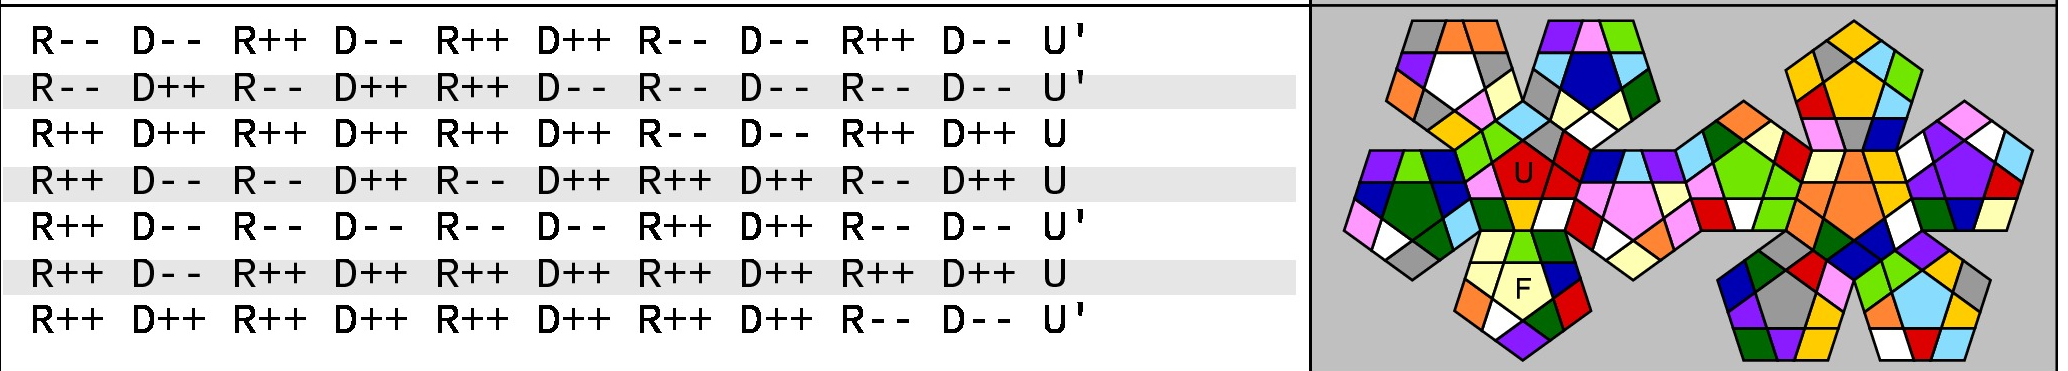 R-- D-- R++ D-- R++ D++ R-- D-- R++ D-- U'
R-- D++ R-- D++ R++ D-- R-- D-- R-- D-- U'
R++ D++ R++ D++ R++ D++ R-- D-- R++ D++ U
R++ D-- R-- D++ R-- D++ R++ D++ R-- D++ U
R++ D-- R-- D-- R-- D-- R++ D++ R-- D-- U'
R++ D-- R++ D++ R++ D++ R++ D++ R++ D++ U
R++ D++ R++ D++ R++ D++ R++ D++ R-- D-- U'
U
F